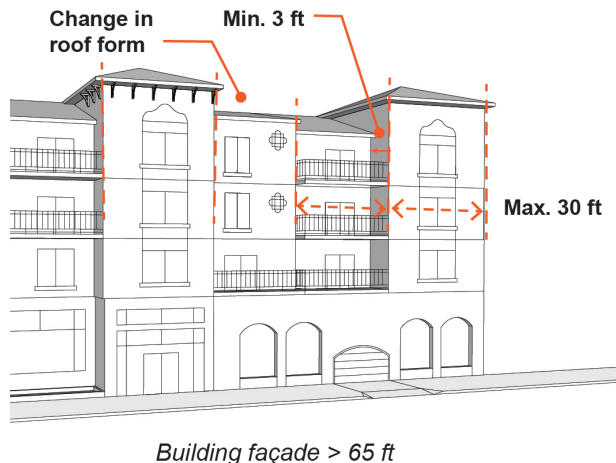 Change in
roof form
Min. 3 ft
Max. 30 ft
Building façade > 65 ft